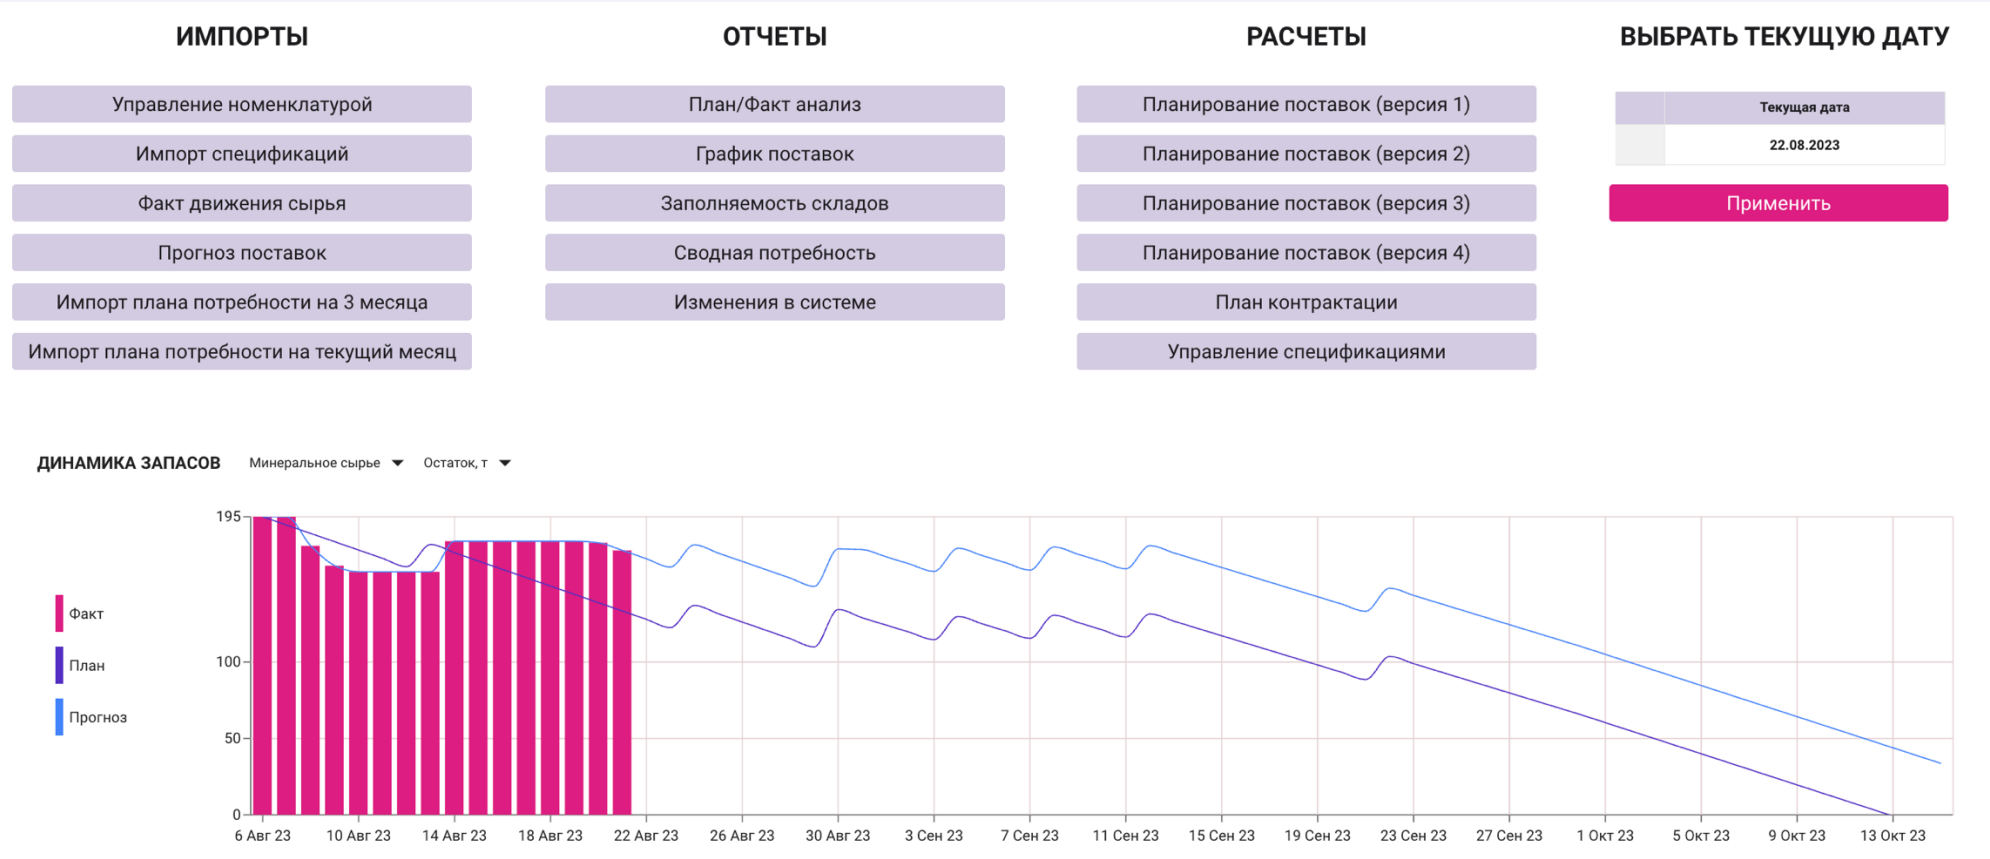 ИМПОРТЫ
Управление номенклатурой
Импорт спецификаций
Факт движения сырья
Прогноз поставок
Импорт плана потребности на 3 месяца
Импорт плана потребности на текущий месяц
ОТЧЕТЫ
План/Факт анализ
График поставок
Заполняемость складов
Сводная потребность
Изменения в системе
РАСЧЕТЫ
Планирование поставок (версия 1)
Планирование поставок (версия 2)
Планирование поставок (версия 3)
Планирование поставок (версия 4)
План контрактации
Управление спецификациями
ВЫБРАТЬ ТЕКУЩУЮ ДАТУ
Текущая дата
22.08.2023
Применить
ДИНАМИКА ЗАПАСОВ Минеральное сырье Остаток, т
Факт
План
Прогноз
195
100
50
0
6 Авг 23 10 Авг 23 14 Авг 23 18 Авг 23 22 Авг 23 26 Авг 23 30 Авг 23 3 Сен 23 7 Сен 23 11 Сен 23 15 Сен 23 19 Сен 23 23 Сен 23 27 Сен 23 1 Окт 23 5 Окт 23 9 Окт 23 13 Окт 23